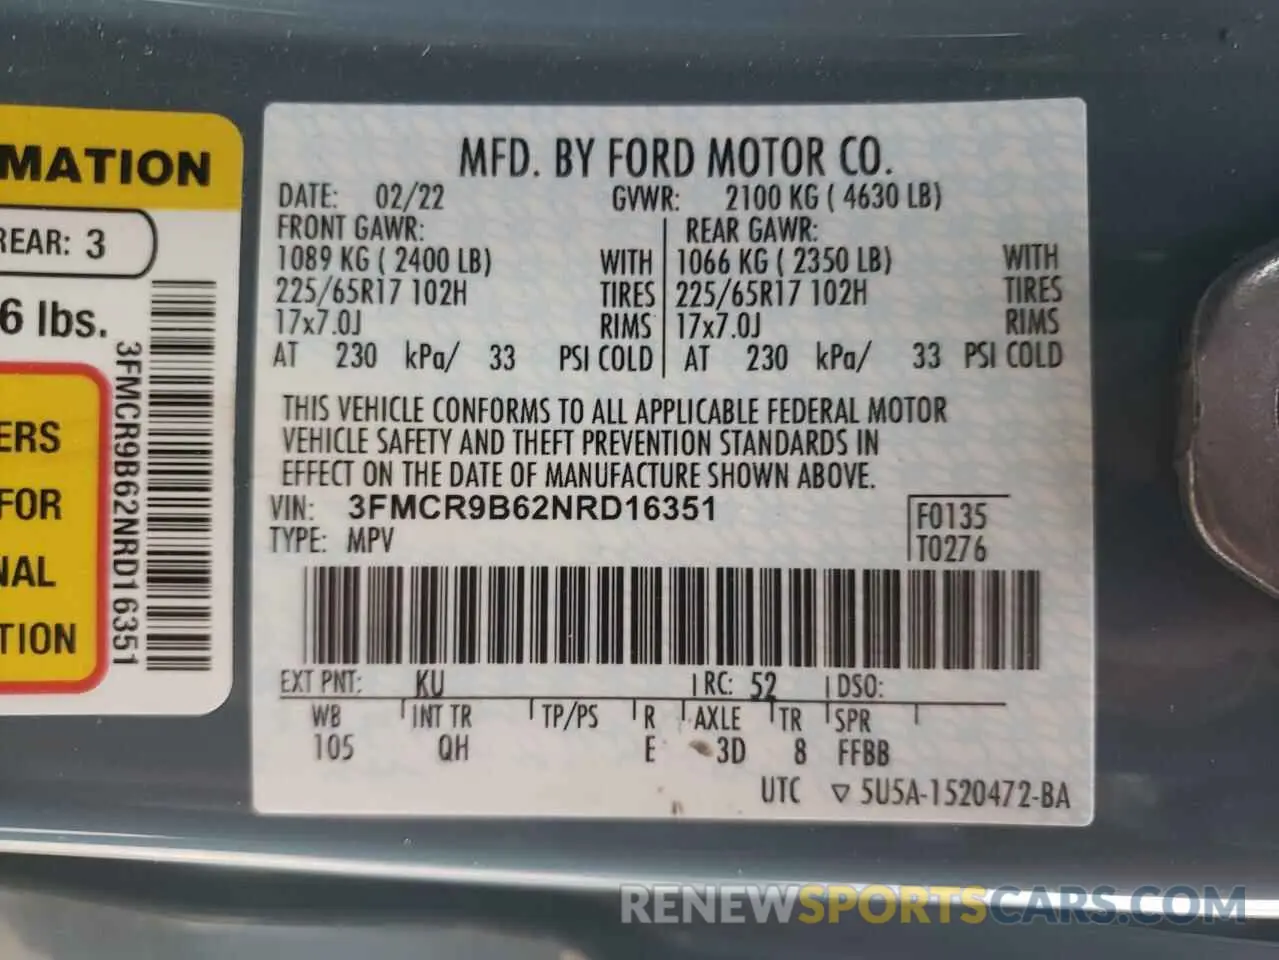 MATION
REAR: 3
6 lbs.
ERS
FOR
NAL
TION
3FMCR9B62NRD16351
MFD. BY FORD MOTOR CO.
DATE: 02/22 GVWR: 2100 KG ( 4630 LB)
FRONT GAWR: REAR GAWR:
1089 KG ( 2400 LB) WITH 1066 KG ( 2350 LB) WITH
225/65R17 102H TIRES 225/65R17 102H TIRES
17x7.0J RIMS 17x7.0J RIMS
AT 230 kPa/ 33 PSI COLD AT 230 kPa/ 33 PSI COLD
THIS VEHICLE CONFORMS TO ALL APPLICABLE FEDERAL MOTOR
VEHICLE SAFETY AND THEFT PREVENTION STANDARDS IN
EFFECT ON THE DATE OF MANUFACTURE SHOWN ABOVE.
VIN: 3FMCR9B62NRD16351 F0135
TYPE: MPV T0276
EXT PNT: KU RC: 52 DSO:
WB INT TR TP/PS R AXLE TR SPR
105 QH E 3D 8 FFBB
UTC ▽ 5U5A-1520472-BA
RENEWSPORTSCARS.COM